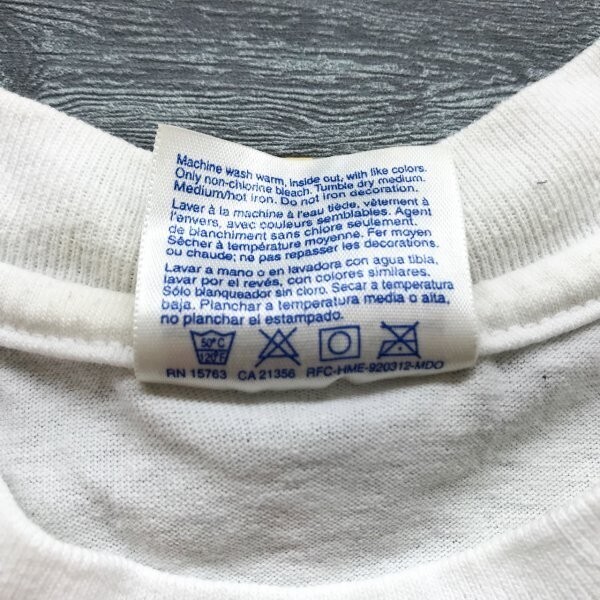 Machine wash warm, inside out, with like colors.
Only non-chlorine bleach. Tumble dry medium.
Medium/hot iron. Do not iron decoration.
Laver à la machine à l'eau tiède, vêtement à
l'envers, avec couleurs semblables. Agent
de blanchiment sans chlore seulement.
Sécher à température moyenne. Fer moyen
ou chaude; ne pas repasser les decorations.
Lavar a mano o en lavadora con agua tibia,
lavar por el revés, con colores similares.
Sólo blanqueador sin cloro. Secar a temperatura
baja. Planchar a temperatura media o alta,
no planchar el estampado.
50°C
120°F
RN 15763 CA 21356 RFC-HME-920312-MDO